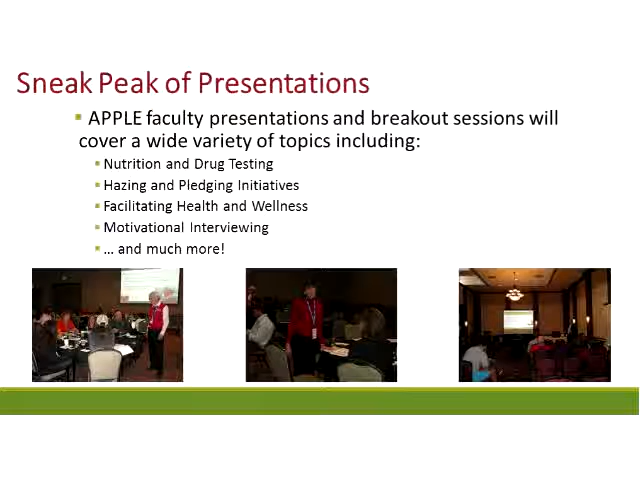 Sneak Peak of Presentations
APPLE faculty presentations and breakout sessions will
cover a wide variety of topics including:
Nutrition and Drug Testing
Hazing and Pledging Initiatives
Facilitating Health and Wellness
Motivational Interviewing
… and much more!